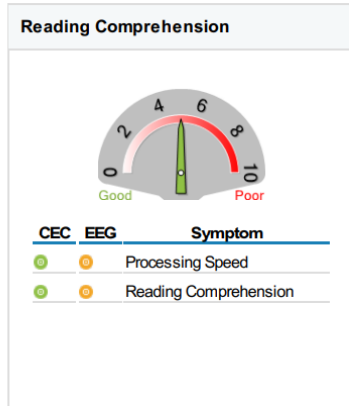 Reading Comprehension
0 2 4 6 8 10
Good Poor
CEC EEG Symptom
Processing Speed
Reading Comprehension